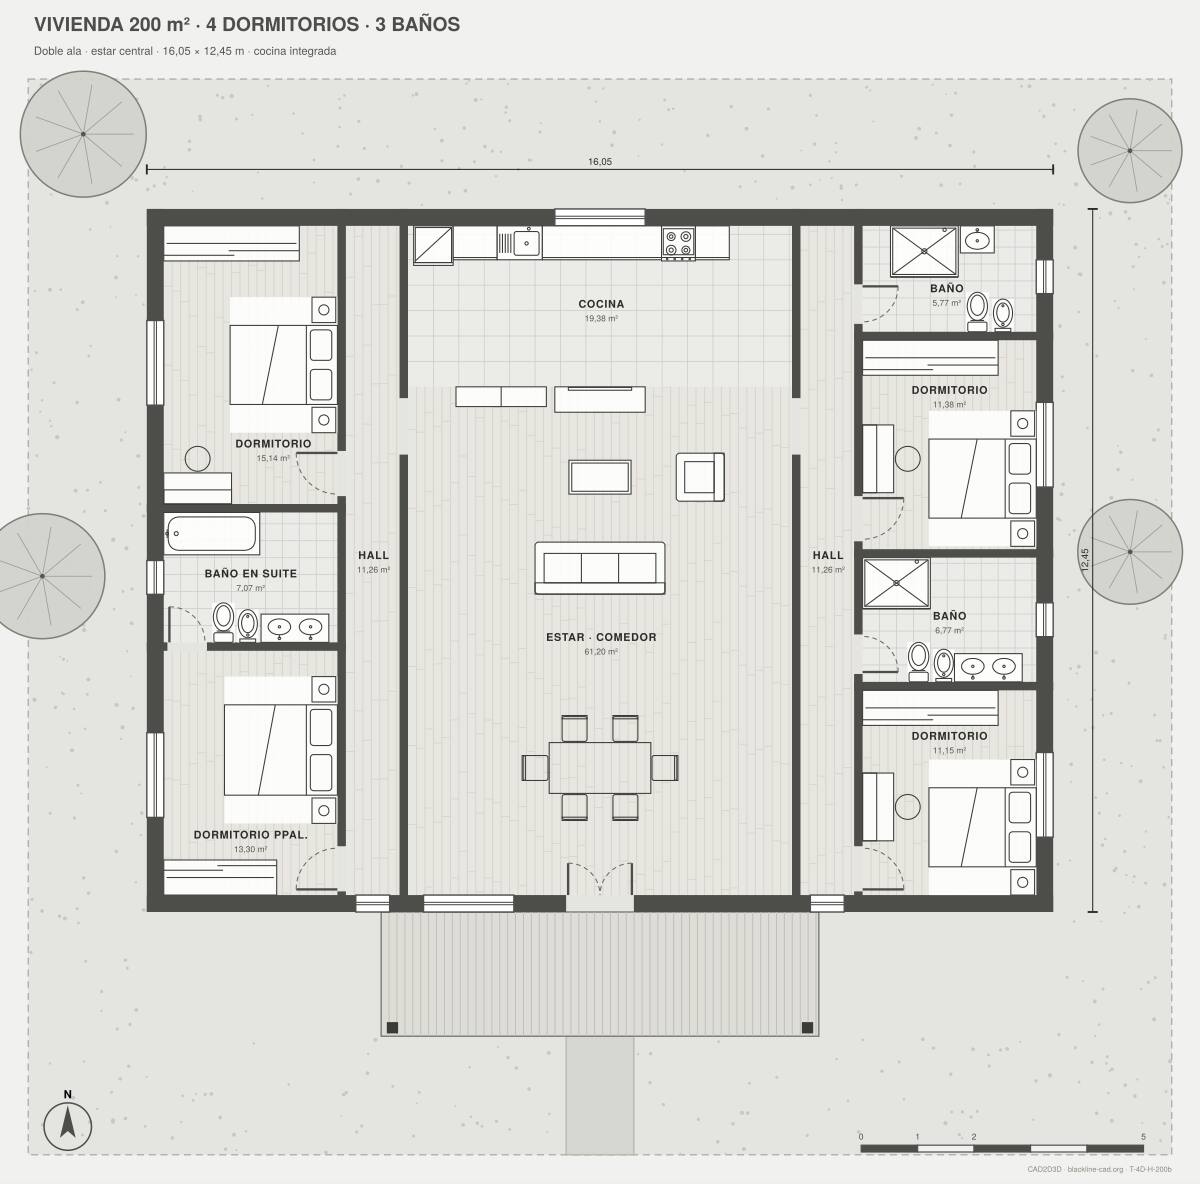 VIVIENDA 200 m² · 4 DORMITORIOS · 3 BAÑOS
Doble ala · estar central · 16,05 × 12,45 m · cocina integrada
16,05
COCINA
19,38 m²
BAÑO
5,77 m²
DORMITORIO
11,38 m²
DORMITORIO
15,14 m²
HALL
11,26 m²
HALL
11,26 m²
12,45
BAÑO EN SUITE
7,07 m²
BAÑO
6,77 m²
ESTAR · COMEDOR
61,20 m²
DORMITORIO
11,15 m²
DORMITORIO PPAL.
13,30 m²
N
0 1 2 5
CAD2D3D · blackline-cad.org · T-4D-H-200b